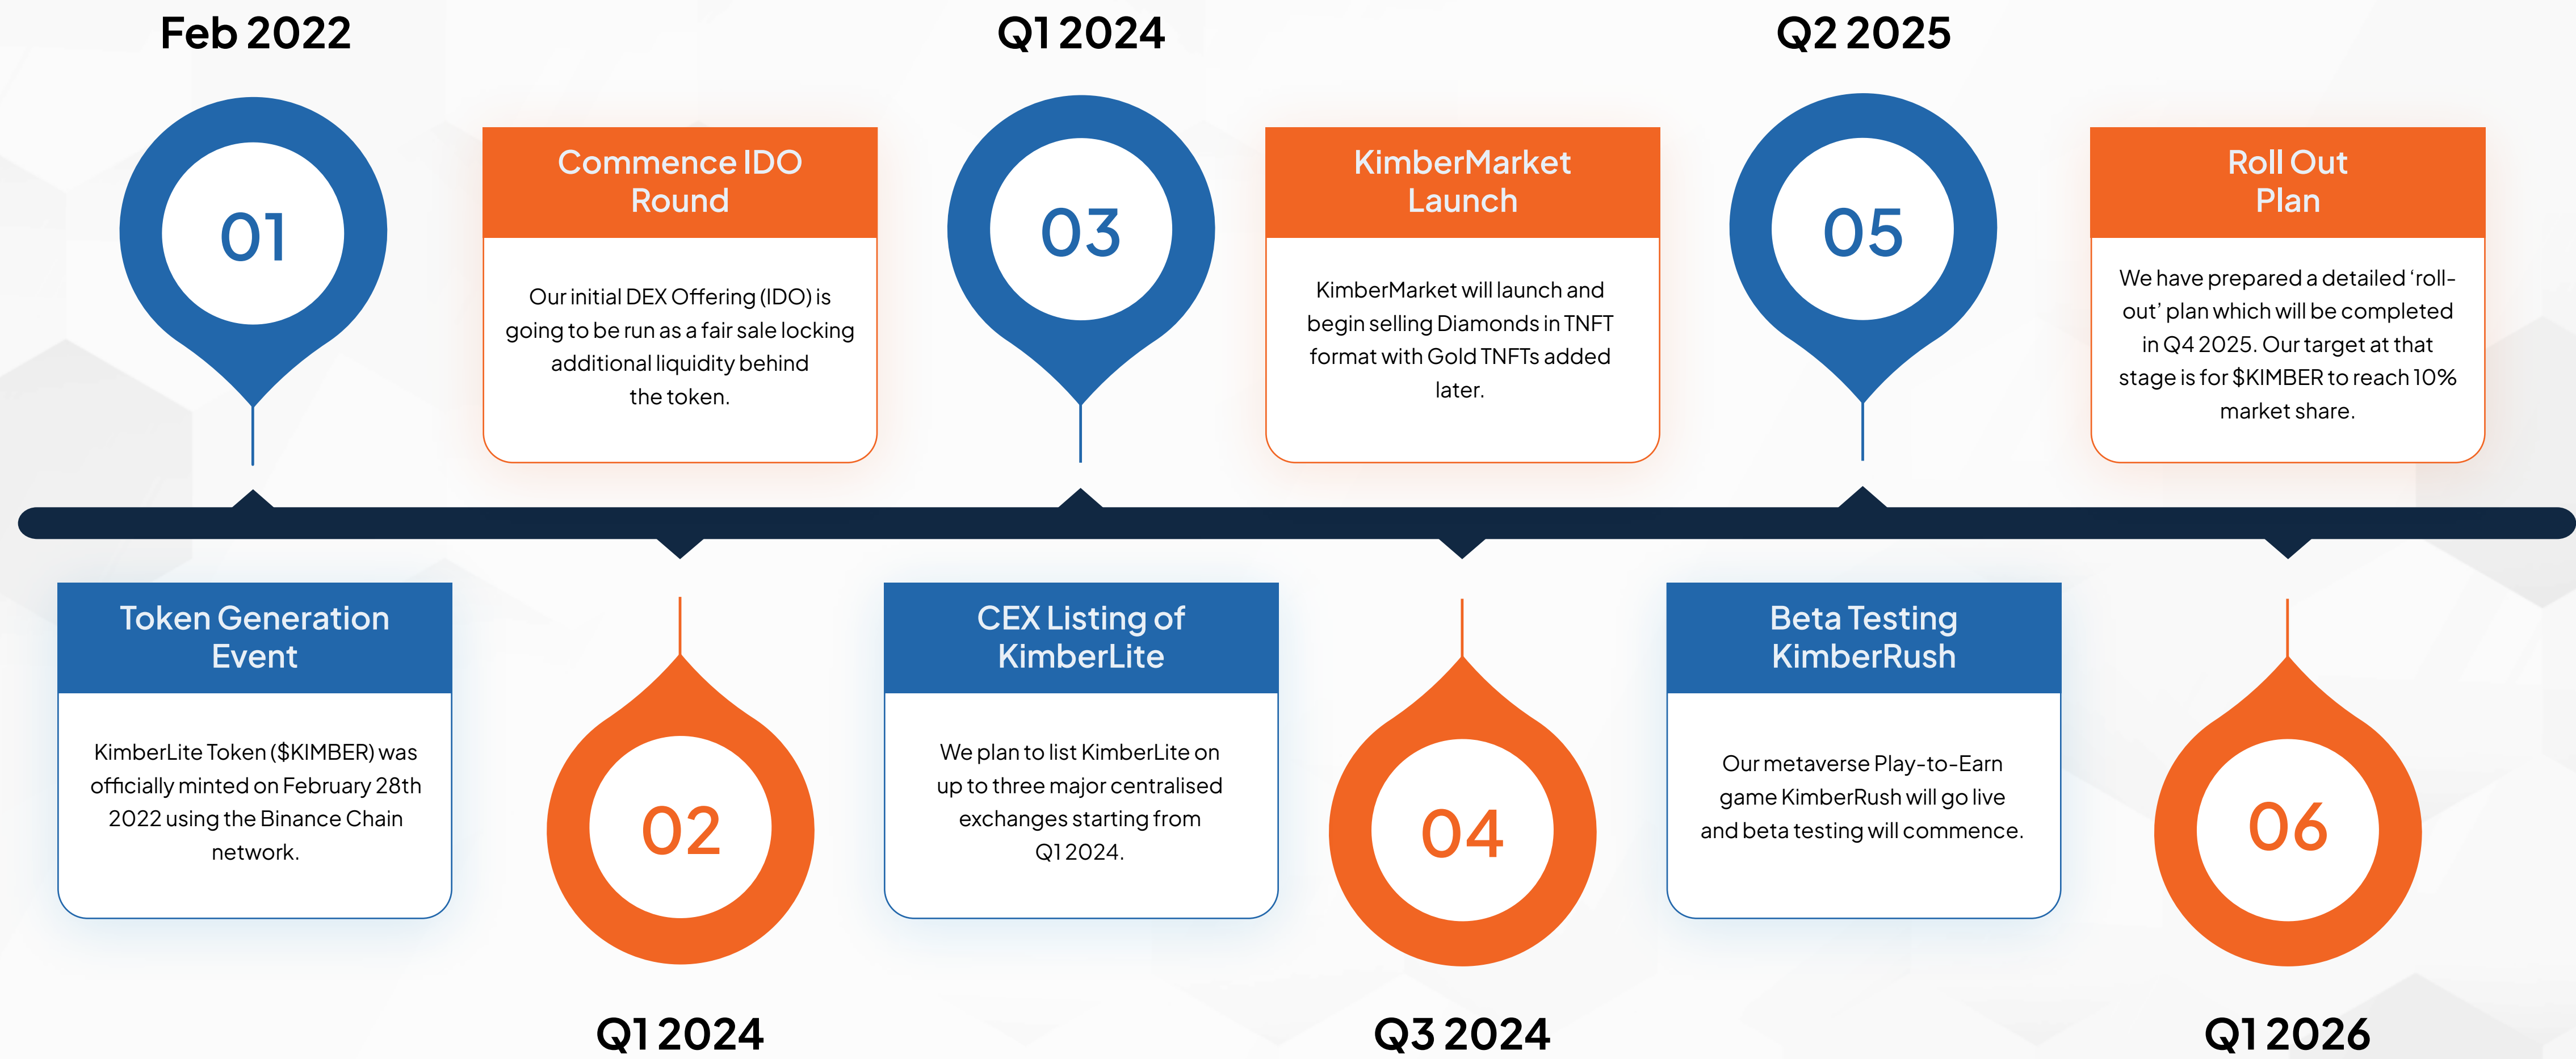 Feb 2022
01
Token Generation
Event
KimberLite Token ($KIMBER) was
officially minted on February 28th
2022 using the Binance Chain
network.
Commence IDO
Round
Our initial DEX Offering (IDO) is
going to be run as a fair sale locking
additional liquidity behind
the token.
02
Q1 2024
Q1 2024
03
CEX Listing of
KimberLite
We plan to list KimberLite on
up to three major centralised
exchanges starting from
Q1 2024.
KimberMarket
Launch
KimberMarket will launch and
begin selling Diamonds in TNFT
format with Gold TNFTs added
later.
04
Q3 2024
Q2 2025
05
Beta Testing
KimberRush
Our metaverse Play-to-Earn
game KimberRush will go live
and beta testing will commence.
Roll Out
Plan
We have prepared a detailed ‘roll-
out’ plan which will be completed
in Q4 2025. Our target at that
stage is for $KIMBER to reach 10%
market share.
06
Q1 2026